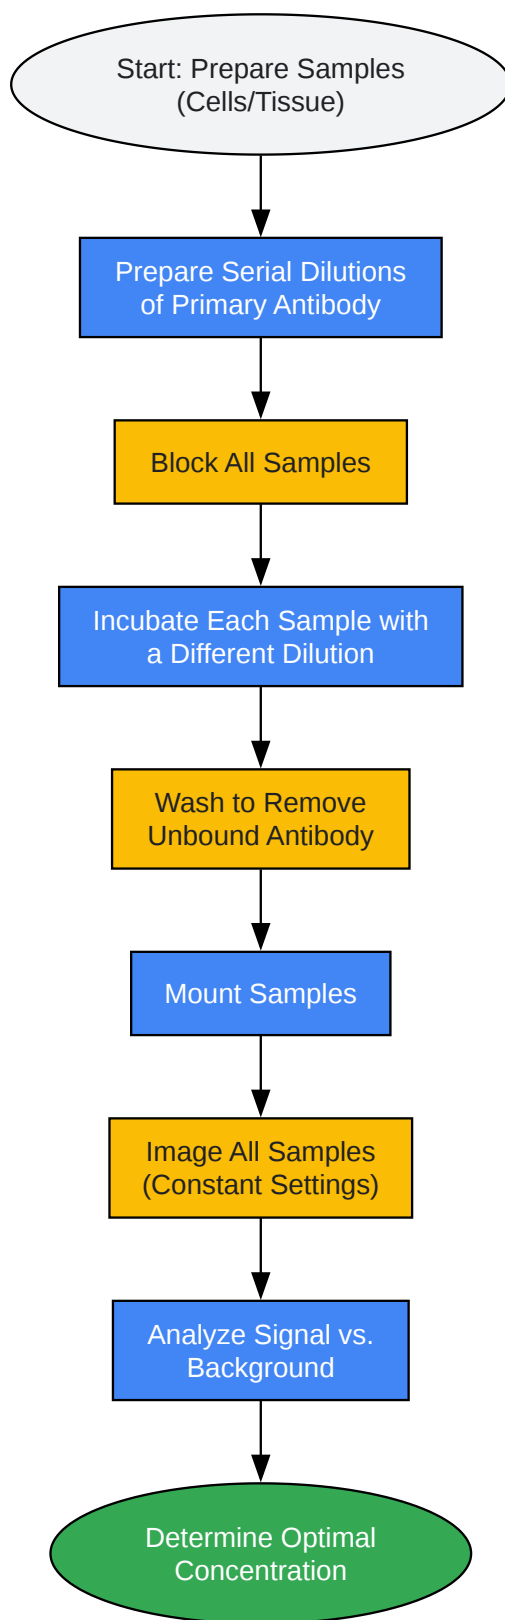 Start: Prepare Samples
(Cells/Tissue)
Prepare Serial Dilutions
of Primary Antibody
Block All Samples
Incubate Each Sample with
a Different Dilution
Wash to Remove
Unbound Antibody
Mount Samples
Image All Samples
(Constant Settings)
Analyze Signal vs.
Background
Determine Optimal
Concentration